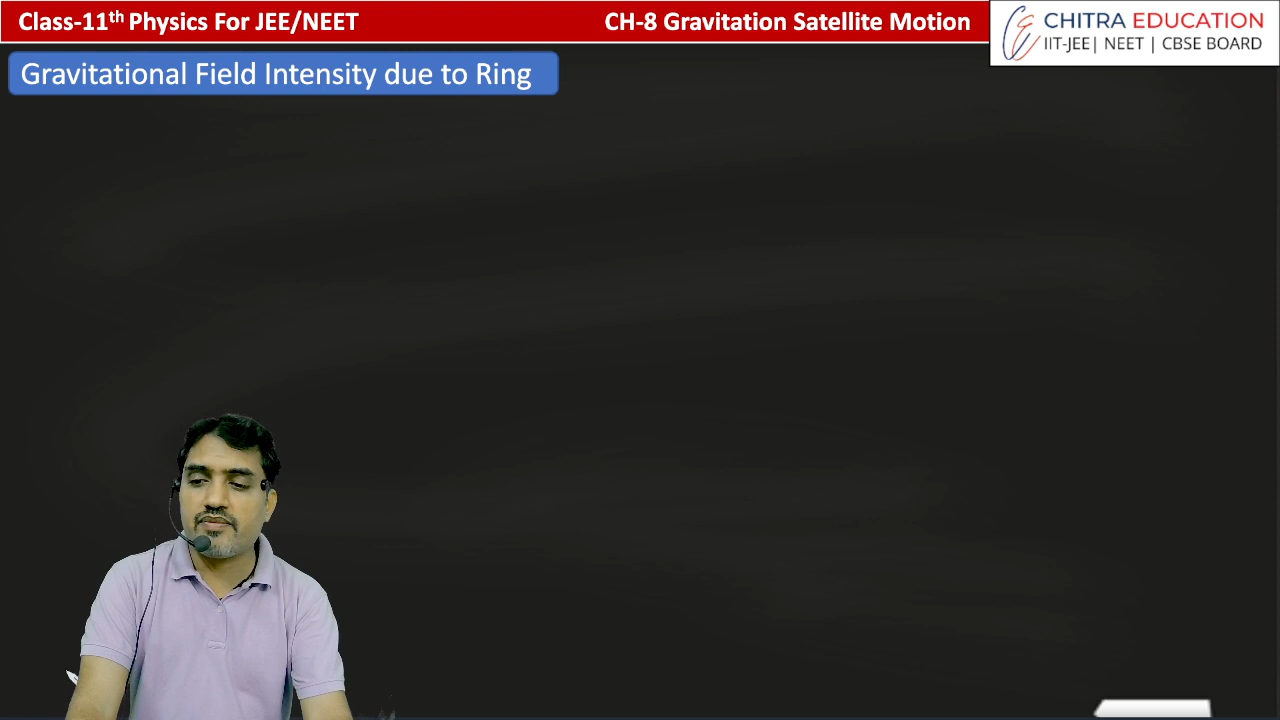 Class-11th Physics For JEE/NEET
CH-8 Gravitation Satellite Motion
CHITRA EDUCATION
IIT-JEE| NEET | CBSE BOARD
Gravitational Field Intensity due to Ring